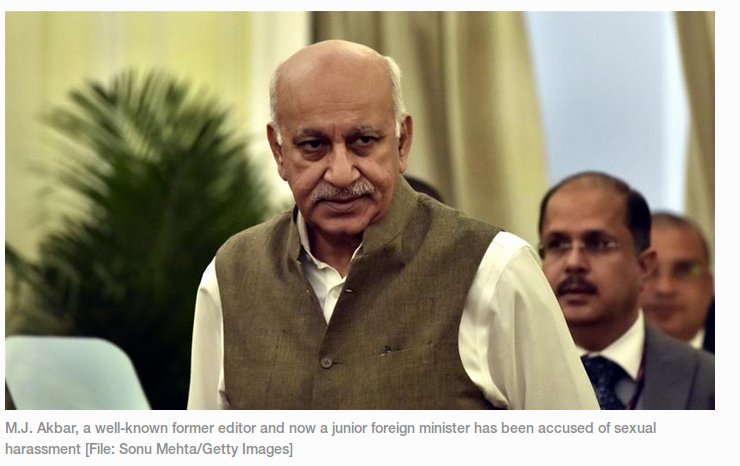 M.J. Akbar, a well-known former editor and now a junior foreign minister has been accused of sexual
harassment [File: Sonu Mehta/Getty Images]